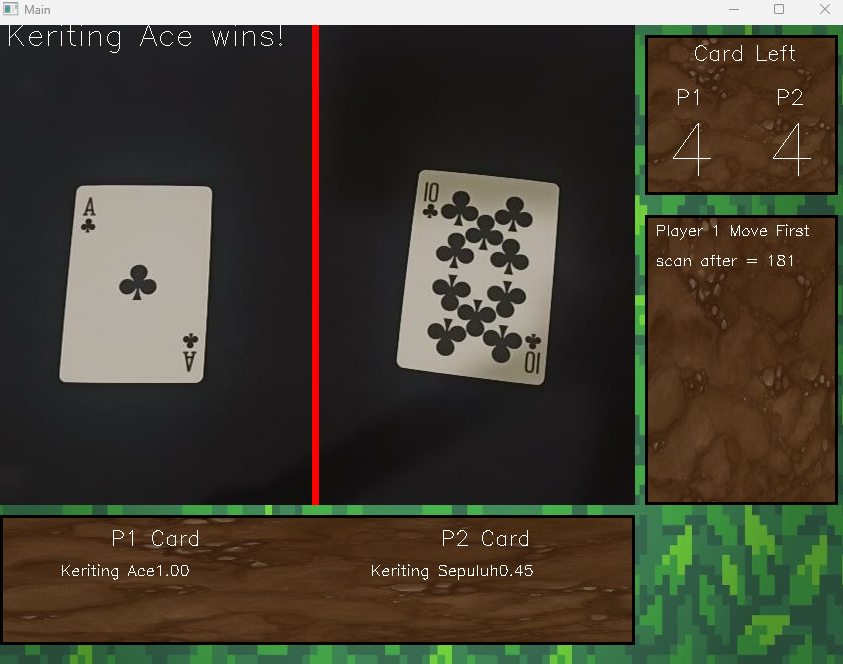 Main
Keriting Ace wins!
A
A
10
10
Card Left
P1 P2
4 4
Player 1 Move First
scan after = 181
P1 Card P2 Card
Keriting Ace1.00 Keriting Sepuluh0.45